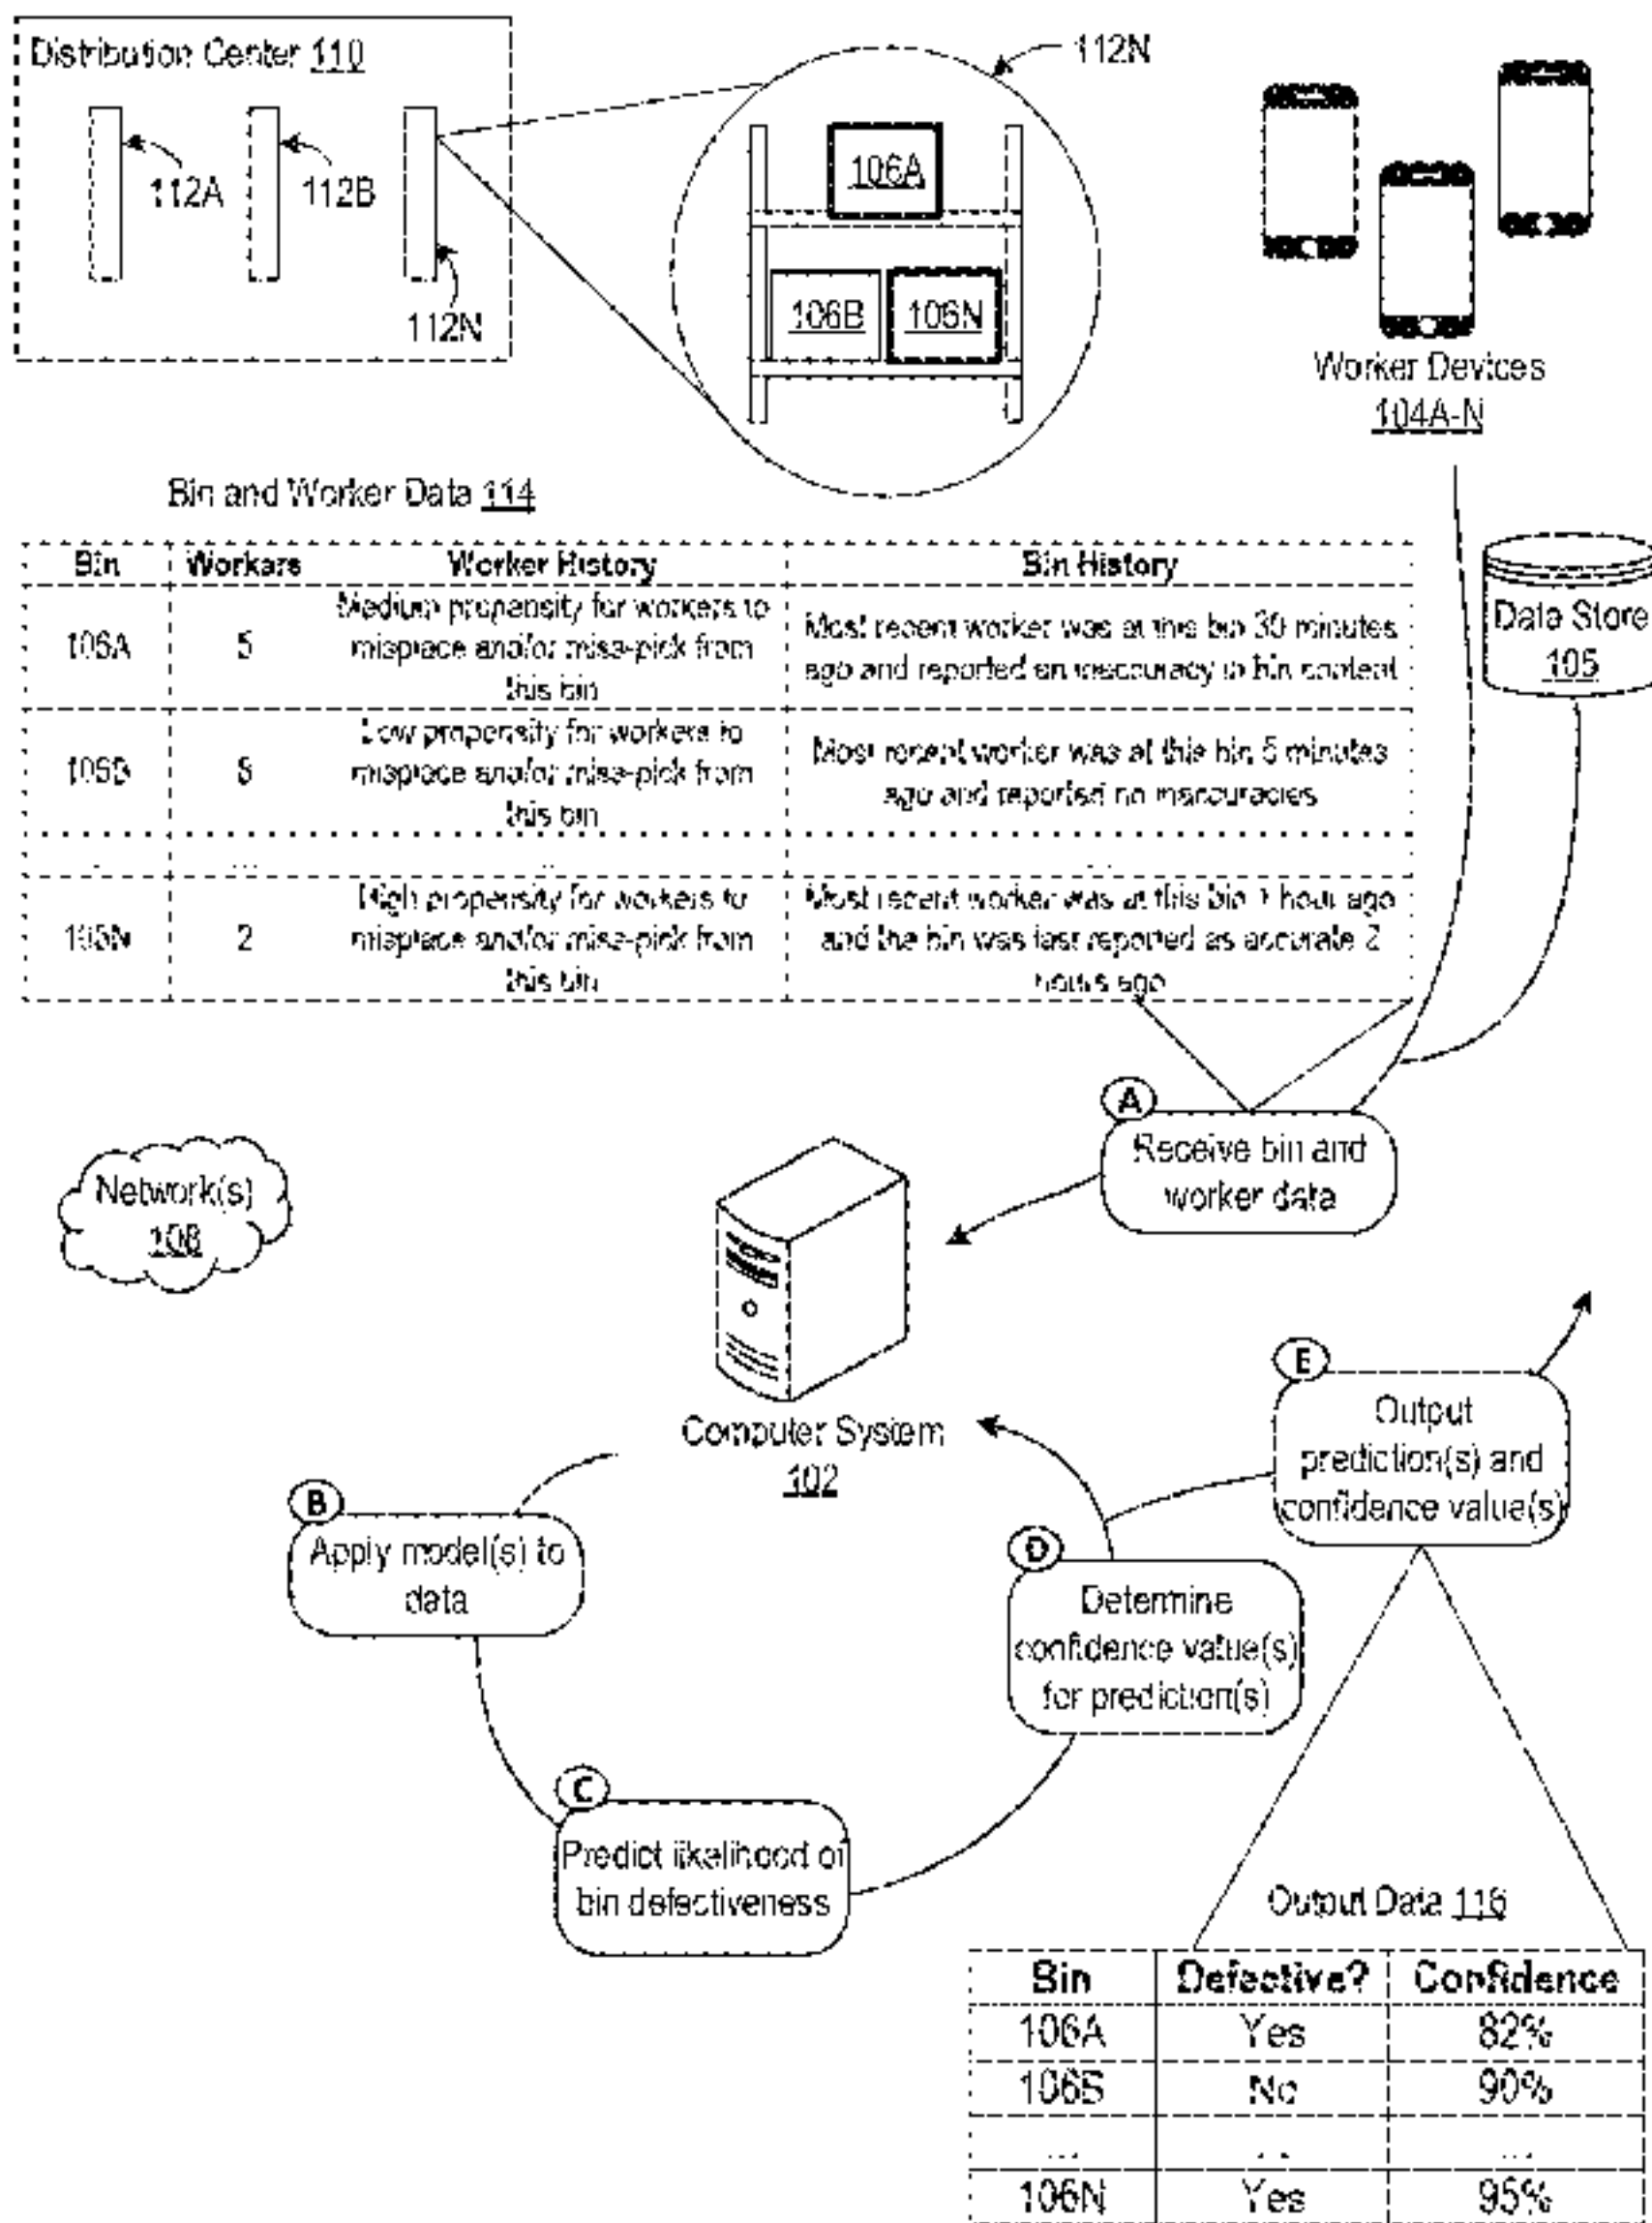 Distribution Center 110
112A
112B
112N
112N
106A
106B
106N
Worker Devices
104A-N
Data Store
105
Bin and Worker Data 114
Bin Workers Worker History Bin History
106A 5 Medium propensity for workers to misplace and/or miss-pick from this bin Most recent worker was at this bin 30 minutes ago and reported an inaccuracy in bin content
106B Low propensity for workers to misplace and/or miss-pick from this bin Most recent worker was at this bin 5 minutes ago and reported no inaccuracies
... ... ... ...
106N 2 High propensity for workers to misplace and/or miss-pick from this bin Most recent worker was at this bin 1 hour ago and the bin was last reported as accurate 2 hours ago
A
Receive bin and
worker data
Network(s)
108
Computer System
102
B
Apply model(s) to
data
C
Predict likelihood of
bin defectiveness
D
Determine
confidence value(s)
for prediction(s)
E
Output
prediction(s) and
confidence value(s)
Output Data 116
Bin Defective? Confidence
106A Yes 82%
106B No 90%
... ... ...
106N Yes 95%